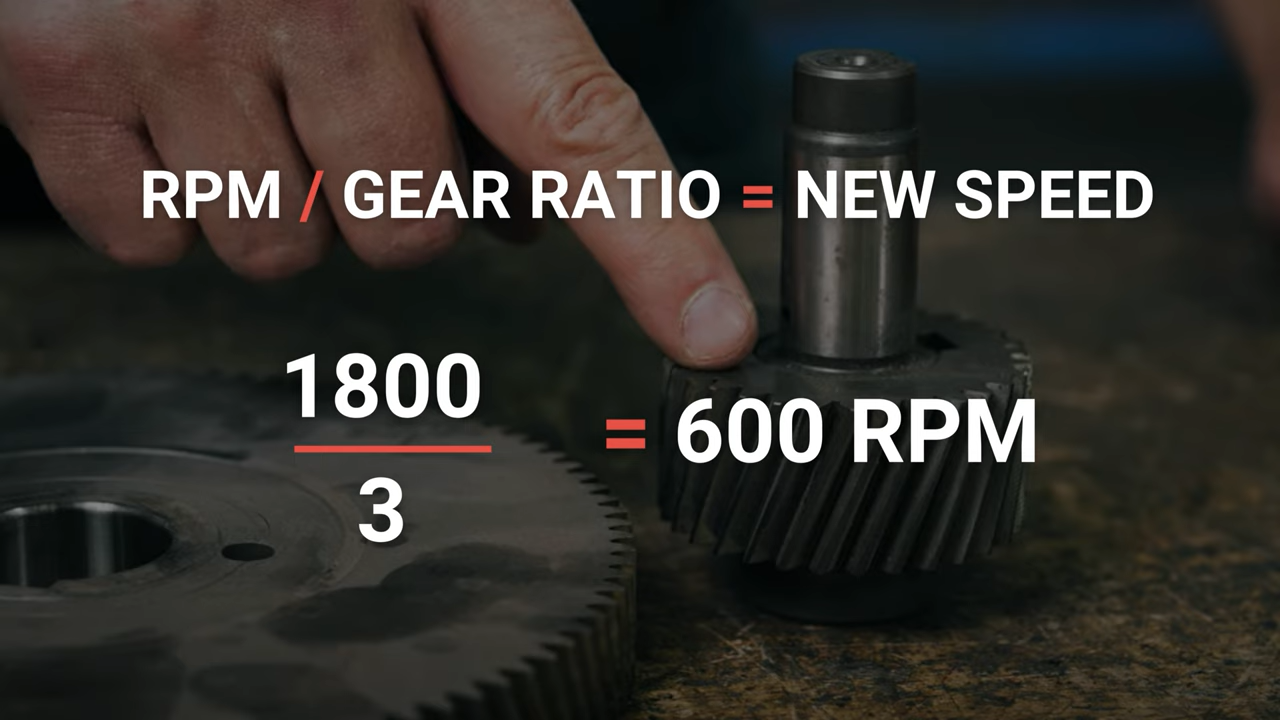 RPM / GEAR RATIO = NEW SPEED
1800
3
= 600 RPM